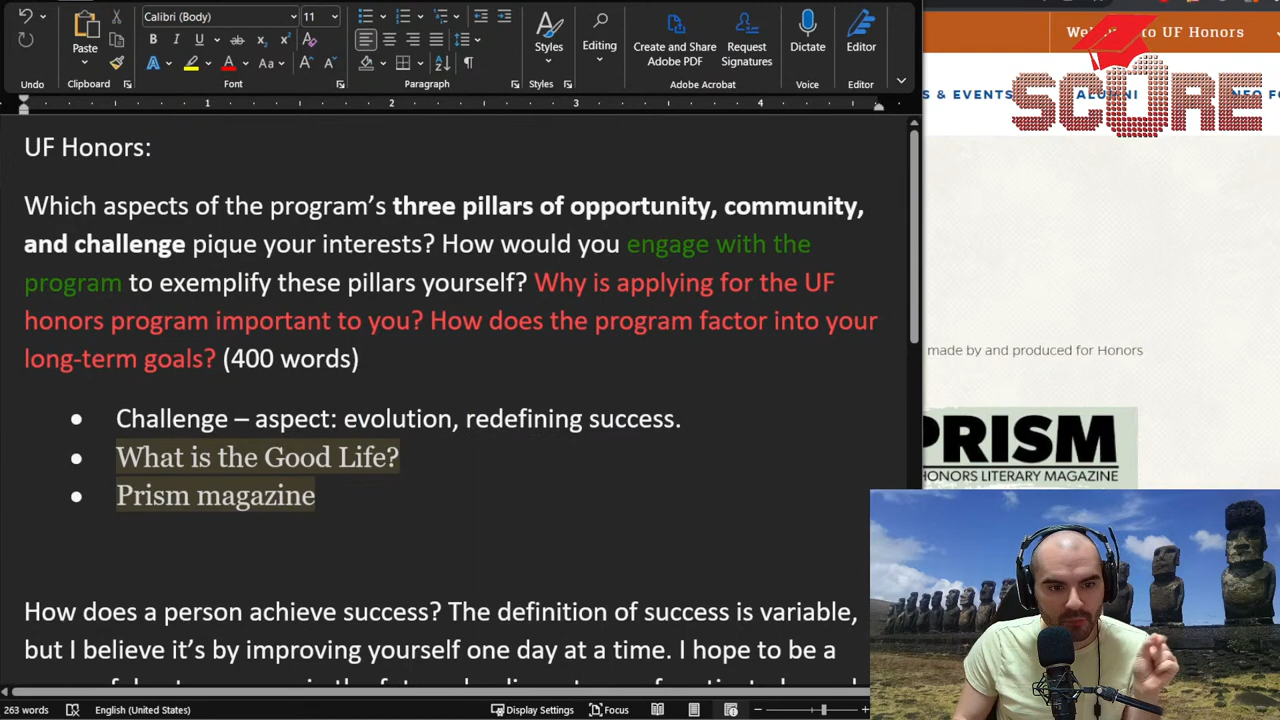 Calibri (Body) 11
Paste
Styles
Editing
Create and Share
Adobe PDF
Request
Signatures
Dictate
Editor
Undo
Clipboard
Font
Paragraph
Styles
Adobe Acrobat
Voice
Editor
1 2 3 4
UF Honors:
Which aspects of the program's three pillars of opportunity, community,
and challenge pique your interests? How would you engage with the
program to exemplify these pillars yourself? Why is applying for the UF
honors program important to you? How does the program factor into your
long-term goals? (400 words)
• Challenge – aspect: evolution, redefining success.
• What is the Good Life?
• Prism magazine
How does a person achieve success? The definition of success is variable,
but I believe it's by improving yourself one day at a time. I hope to be a
263 words
English (United States)
Display Settings
Focus
to UF Honors
SCORE
S & EVENTS
ALUMNI
made by and produced for Honors
PRISM
HONORS LITERARY MAGAZINE